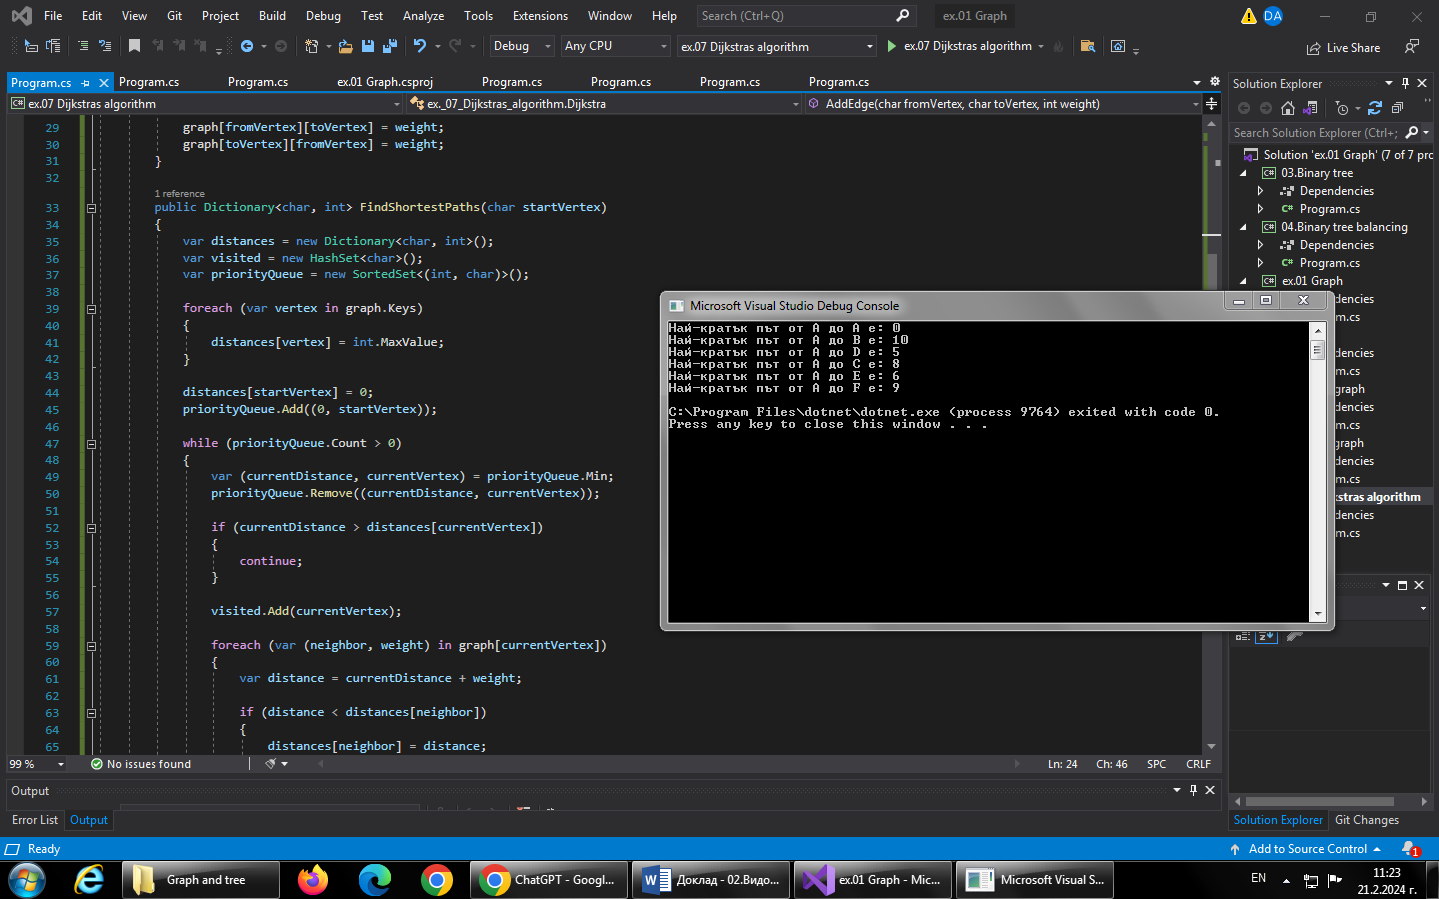 File Edit View Git Project Build Debug Test Analyze Tools Extensions Window Help Search (Ctrl+Q) ex.01 Graph DA
Debug Any CPU ex.07 Dijkstras algorithm ex.07 Dijkstras algorithm Live Share
Program.cs Program.cs Program.cs ex.01 Graph.csproj Program.cs Program.cs Program.cs Program.cs
ex.07 Dijkstras algorithm ex._07_Dijkstras_algorithm.Dijkstra AddEdge(char fromVertex, char toVertex, int weight)
29 graph[fromVertex][toVertex] = weight;
30 graph[toVertex][fromVertex] = weight;
31 }
32
1 reference
33 public Dictionary<char, int> FindShortestPaths(char startVertex)
34 {
35 var distances = new Dictionary<char, int>();
36 var visited = new HashSet<char>();
37 var priorityQueue = new SortedSet<(int, char)>();
38
39 foreach (var vertex in graph.Keys)
40 {
41 distances[vertex] = int.MaxValue;
42 }
43
44 distances[startVertex] = 0;
45 priorityQueue.Add((0, startVertex));
46
47 while (priorityQueue.Count > 0)
48 {
49 var (currentDistance, currentVertex) = priorityQueue.Min;
50 priorityQueue.Remove((currentDistance, currentVertex));
51
52 if (currentDistance > distances[currentVertex])
53 {
54 continue;
55 }
56
57 visited.Add(currentVertex);
58
59 foreach (var (neighbor, weight) in graph[currentVertex])
60 {
61 var distance = currentDistance + weight;
62
63 if (distance < distances[neighbor])
64 {
65 distances[neighbor] = distance;
99 % No issues found Ln: 24 Ch: 46 SPC CRLF
Output
Error List Output
Microsoft Visual Studio Debug Console
Най-кратък път от A до A е: 0
Най-кратък път от A до B е: 10
Най-кратък път от A до D е: 5
Най-кратък път от A до C е: 8
Най-кратък път от A до E е: 6
Най-кратък път от A до F е: 9
C:\Program Files\dotnet\dotnet.exe (process 9764) exited with code 0.
Press any key to close this window . . .
Solution Explorer
Search Solution Explorer (Ctrl+;
Solution 'ex.01 Graph' (7 of 7 pro
03.Binary tree
Dependencies
Program.cs
04.Binary tree balancing
Dependencies
Program.cs
ex.01 Graph
ndencies
m.cs
dencies
m.cs
graph
dencies
m.cs
raph
dencies
m.cs
stras algorithm
dencies
m.cs
Solution Explorer Git Changes
Ready Add to Source Control 1
Graph and tree ChatGPT - Googl... Доклад - 02.Видо... ex.01 Graph - Mic... Microsoft Visual S... EN 11:23
21.2.2024 г.